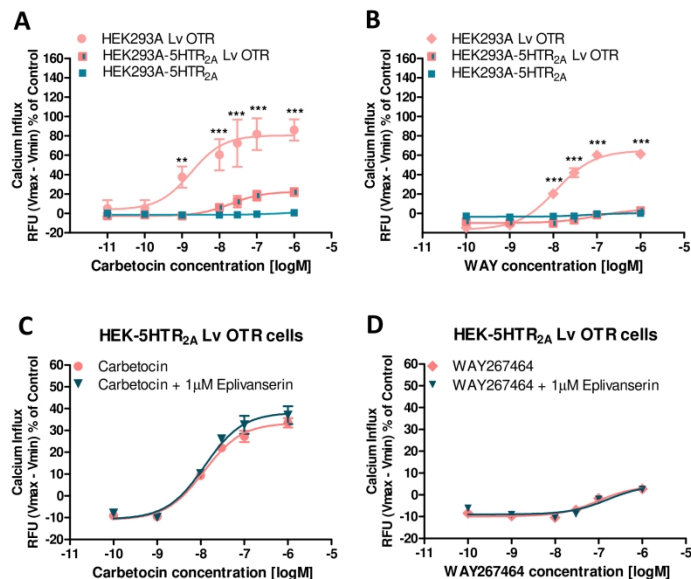 A
HEK293A Lv OTR
HEK293A-5HTR2A Lv OTR
HEK293A-5HTR2A
160
140
120
100
80
60
40
20
0
-20
** *** *** *** ***
-11 -10 -9 -8 -7 -6 -5
Calcium Influx
RFU (Vmax - Vmin) % of Control
Carbetocin concentration [logM]
B
HEK293A Lv OTR
HEK293A-5HTR2A Lv OTR
HEK293A-5HTR2A
160
140
120
100
80
60
40
20
0
-20
*** *** *** ***
-11 -10 -9 -8 -7 -6 -5
Calcium Influx
RFU (Vmax - Vmin) % of Control
WAY concentration [logM]
C
HEK-5HTR2A Lv OTR cells
Carbetocin
Carbetocin + 1μM Eplivanserin
60
50
40
30
20
10
0
-10
-20
-11 -10 -9 -8 -7 -6 -5
Calcium Influx
RFU (Vmax - Vmin) % of Control
Carbetocin concentration [logM]
D
HEK-5HTR2A Lv OTR cells
WAY267464
WAY267464 + 1μM Eplivanserin
60
50
40
30
20
10
0
-10
-20
-11 -10 -9 -8 -7 -6 -5
Calcium Influx
RFU (Vmax - Vmin) % of Control
WAY267464 concentration [logM]